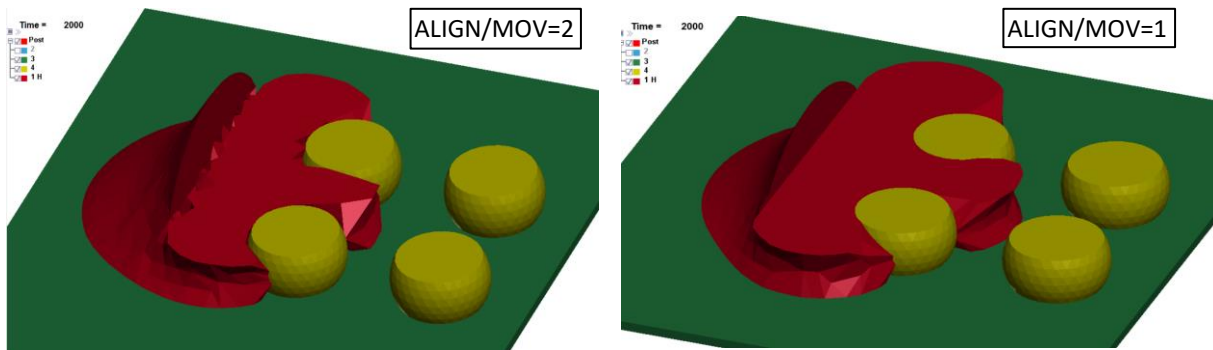 Time = 2000
ALIGN/MOV=2
Post
2
3
4
1 H
Time = 2000
ALIGN/MOV=1
Post
2
3
4
1 H